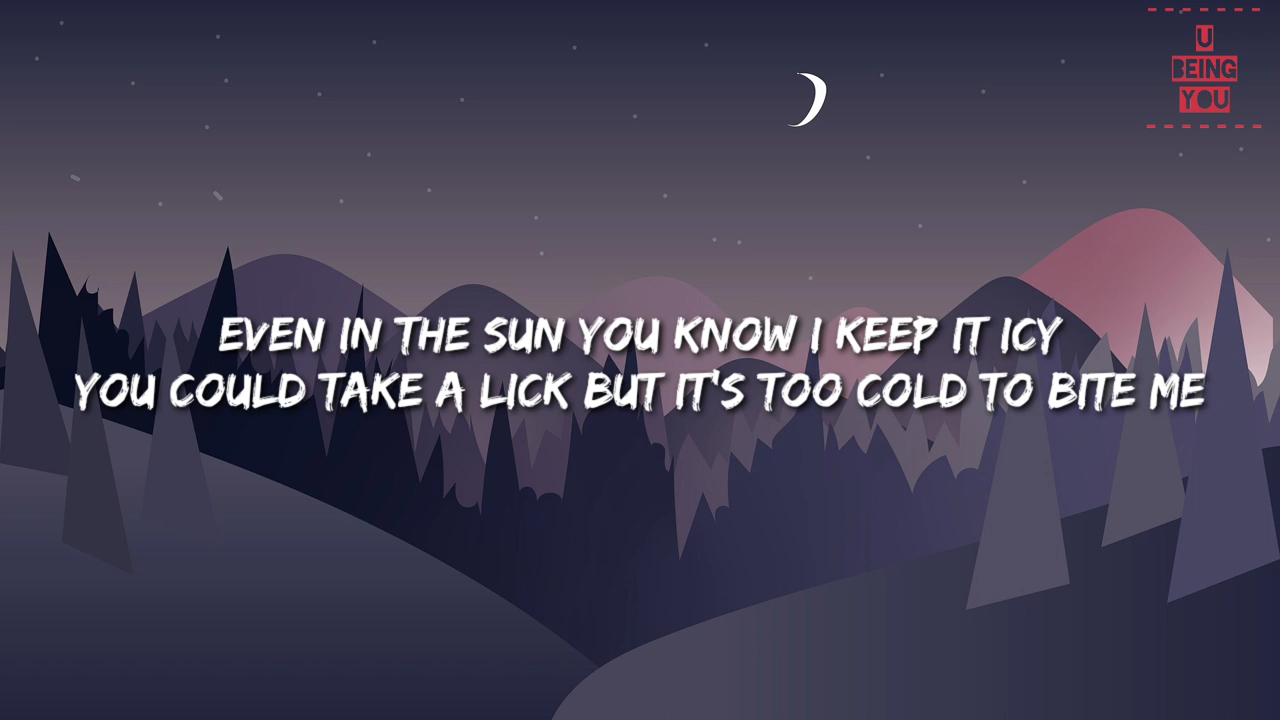 U
BEING
YOU
EVEN IN THE SUN YOU KNOW I KEEP IT ICY
YOU COULD TAKE A LICK BUT IT'S TOO COLD TO BITE ME